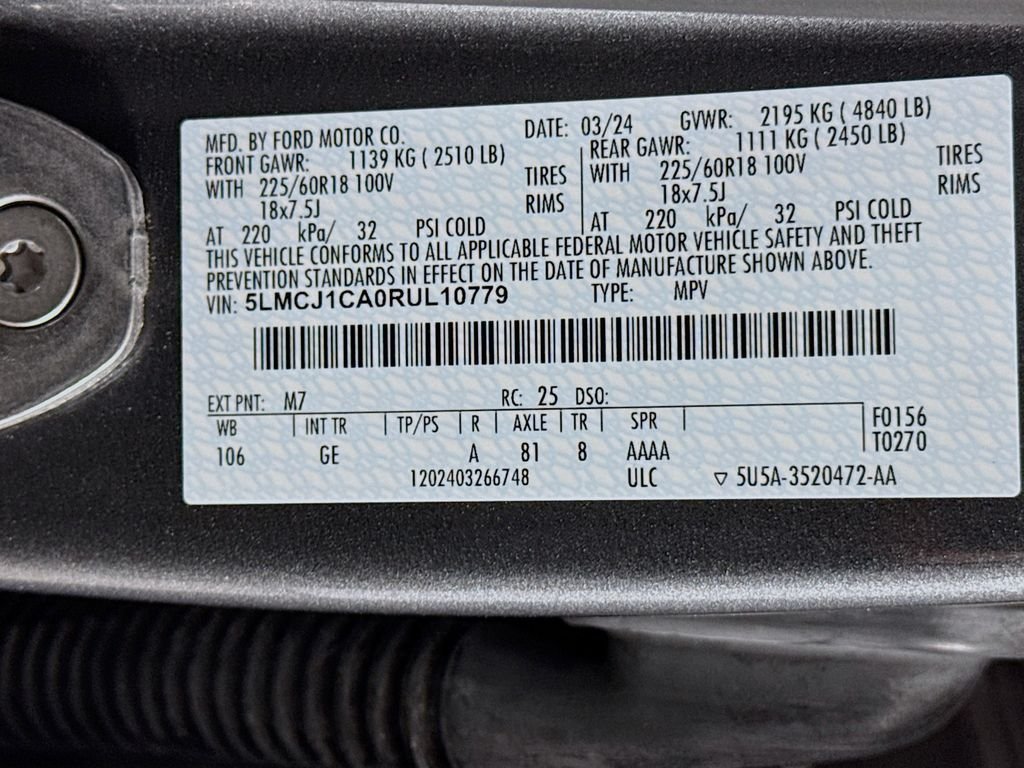 MFD. BY FORD MOTOR CO. DATE: 03/24 GVWR: 2195 KG ( 4840 LB)
FRONT GAWR: 1139 KG ( 2510 LB) REAR GAWR: 1111 KG ( 2450 LB)
WITH 225/60R18 100V TIRES WITH 225/60R18 100V TIRES
18x7.5J RIMS 18x7.5J RIMS
AT 220 kPa/ 32 PSI COLD AT 220 kPa/ 32 PSI COLD
THIS VEHICLE CONFORMS TO ALL APPLICABLE FEDERAL MOTOR VEHICLE SAFETY AND THEFT
PREVENTION STANDARDS IN EFFECT ON THE DATE OF MANUFACTURE SHOWN ABOVE.
VIN: 5LMCJ1CA0RUL10779 TYPE: MPV
EXT PNT: M7 RC: 25 DSO:
WB INT TR TP/PS R AXLE TR SPR F0156
106 GE A 81 8 AAAA T0270
1202403266748 ULC ▽ 5U5A-3520472-AA